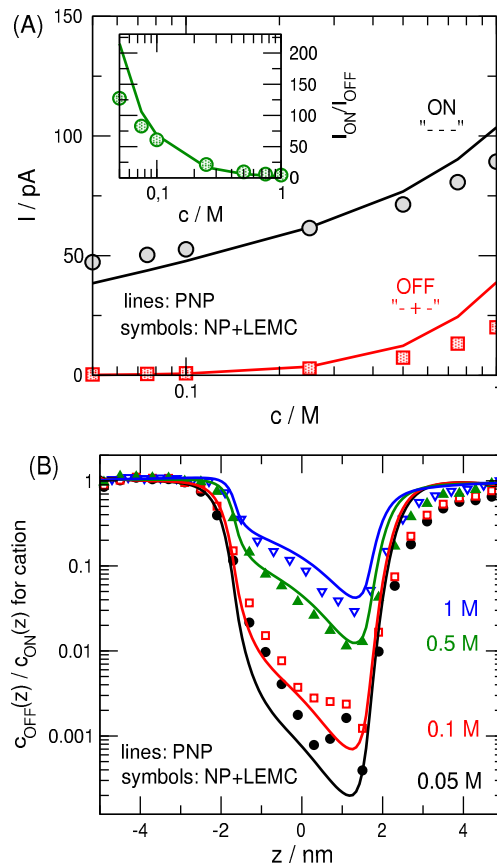 (A)
150
100
50
0
I / pA
200
150
100
50
0
I_ON/I_OFF
0,1
1
c / M
ON
"- - -"
OFF
"- + -"
lines: PNP
symbols: NP+LEMC
0.1
1
c / M
(B)
1
0.1
0.01
0.001
c_OFF(z) / c_ON(z) for cation
1 M
0.5 M
0.1 M
0.05 M
lines: PNP
symbols: NP+LEMC
-4
-2
0
2
4
z / nm